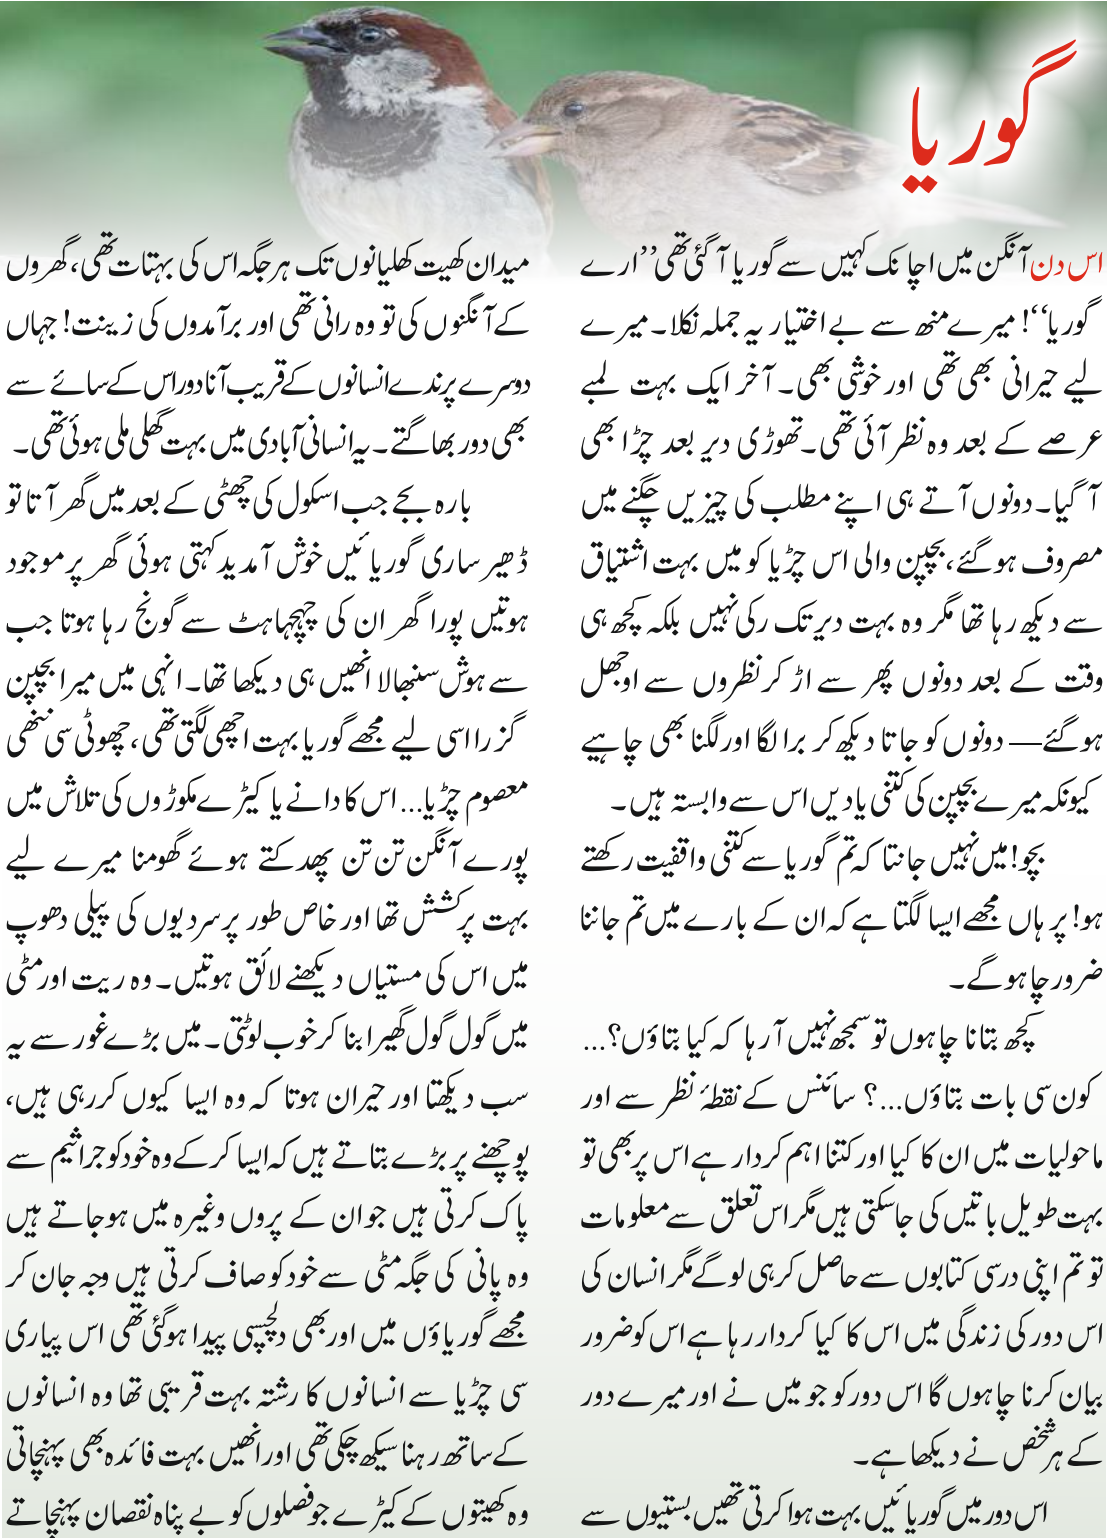 گوریا
اس دن آنگن میں اچانک کہیں سے گوریا آگئی تھی ’’ارے
گوریا‘‘! میرے منھ سے بے اختیار یہ جملہ نکلا۔ میرے
لیے حیرانی بھی تھی اور خوشی بھی۔ آخر ایک بہت لمبے
عرصے کے بعد وہ نظر آئی تھی۔ تھوڑی دیر بعد چڑا بھی
آ گیا۔ دونوں آتے ہی اپنے مطلب کی چیزیں چگنے میں
مصروف ہوگئے، بچپن والی اس چڑیا کو میں بہت اشتیاق
سے دیکھ رہا تھا مگر وہ بہت دیر تک رکی نہیں بلکہ کچھ ہی
وقت کے بعد دونوں پھر سے اڑ کر نظروں سے اوجھل
ہوگئے— دونوں کو جاتا دیکھ کر برا لگا اور لگنا بھی چاہیے
کیونکہ میرے بچپن کی کتنی یادیں اس سے وابستہ ہیں۔
بچو! میں نہیں جانتا کہ تم گوریا سے کتنی واقفیت رکھتے
ہو! پر ہاں مجھے ایسا لگتا ہے کہ ان کے بارے میں تم جاننا
ضرور چاہوگے۔
کچھ بتانا چاہوں تو سمجھ نہیں آرہا کہ کیا بتاؤں؟...
کون سی بات بتاؤں...؟ سائنس کے نقطۂ نظر سے اور
ماحولیات میں ان کا کیا اور کتنا اہم کردار ہے اس پر بھی تو
بہت طویل باتیں کی جاسکتی ہیں مگر اس تعلق سے معلومات
تو تم اپنی درسی کتابوں سے حاصل کر ہی لوگے مگر انسان کی
اس دور کی زندگی میں اس کا کیا کردار رہا ہے اس کو ضرور
بیان کرنا چاہوں گا اس دور کو جو میں نے اور میرے دور
کے ہر شخص نے دیکھا ہے۔
اس دور میں گوریائیں بہت ہوا کرتی تھیں بستیوں سے
میدان کھیت کھلیانوں تک ہر جگہ اس کی بہتات تھی، گھروں
کے آنگنوں کی تو وہ رانی تھی اور برآمدوں کی زینت! جہاں
دوسرے پرندے انسانوں کے قریب آنا دور اس کے سائے سے
بھی دور بھاگتے۔ یہ انسانی آبادی میں بہت گھلی ملی ہوئی تھی۔
بارہ بجے جب اسکول کی چھٹی کے بعد میں گھر آتا تو
ڈھیر ساری گوریائیں خوش آمدید کہتی ہوئی گھر پر موجود
ہوتیں پورا گھر ان کی چہچہاہٹ سے گونج رہا ہوتا جب
سے ہوش سنبھالا انھیں ہی دیکھا تھا۔ انہی میں میرا بچپن
گزرا اسی لیے مجھے گوریا بہت اچھی لگتی تھی، چھوٹی سی ننھی
معصوم چڑیا... اس کا دانے یا کیڑے مکوڑوں کی تلاش میں
پورے آنگن تن تن پھدکتے ہوئے گھومنا میرے لیے
بہت پرکشش تھا اور خاص طور پر سردیوں کی پیلی دھوپ
میں اس کی مستیاں دیکھنے لائق ہوتیں۔ وہ ریت اور مٹی
میں گول گول گھیرا بنا کر خوب لوٹتی۔ میں بڑے غور سے یہ
سب دیکھتا اور حیران ہوتا کہ وہ ایسا کیوں کررہی ہیں،
پوچھنے پر بڑے بتاتے ہیں کہ ایسا کرکے وہ خود کو جراثیم سے
پاک کرتی ہیں جو ان کے پروں وغیرہ میں ہوجاتے ہیں
وہ پانی کی جگہ مٹی سے خود کو صاف کرتی ہیں وجہ جان کر
مجھے گوریاؤں میں اور بھی دلچسپی پیدا ہوگئی تھی اس پیاری
سی چڑیا سے انسانوں کا رشتہ بہت قریبی تھا وہ انسانوں
کے ساتھ رہنا سیکھ چکی تھی اور انھیں بہت فائدہ بھی پہنچاتی
وہ کھیتوں کے کیڑے جو فصلوں کو بے پناہ نقصان پہنچاتے